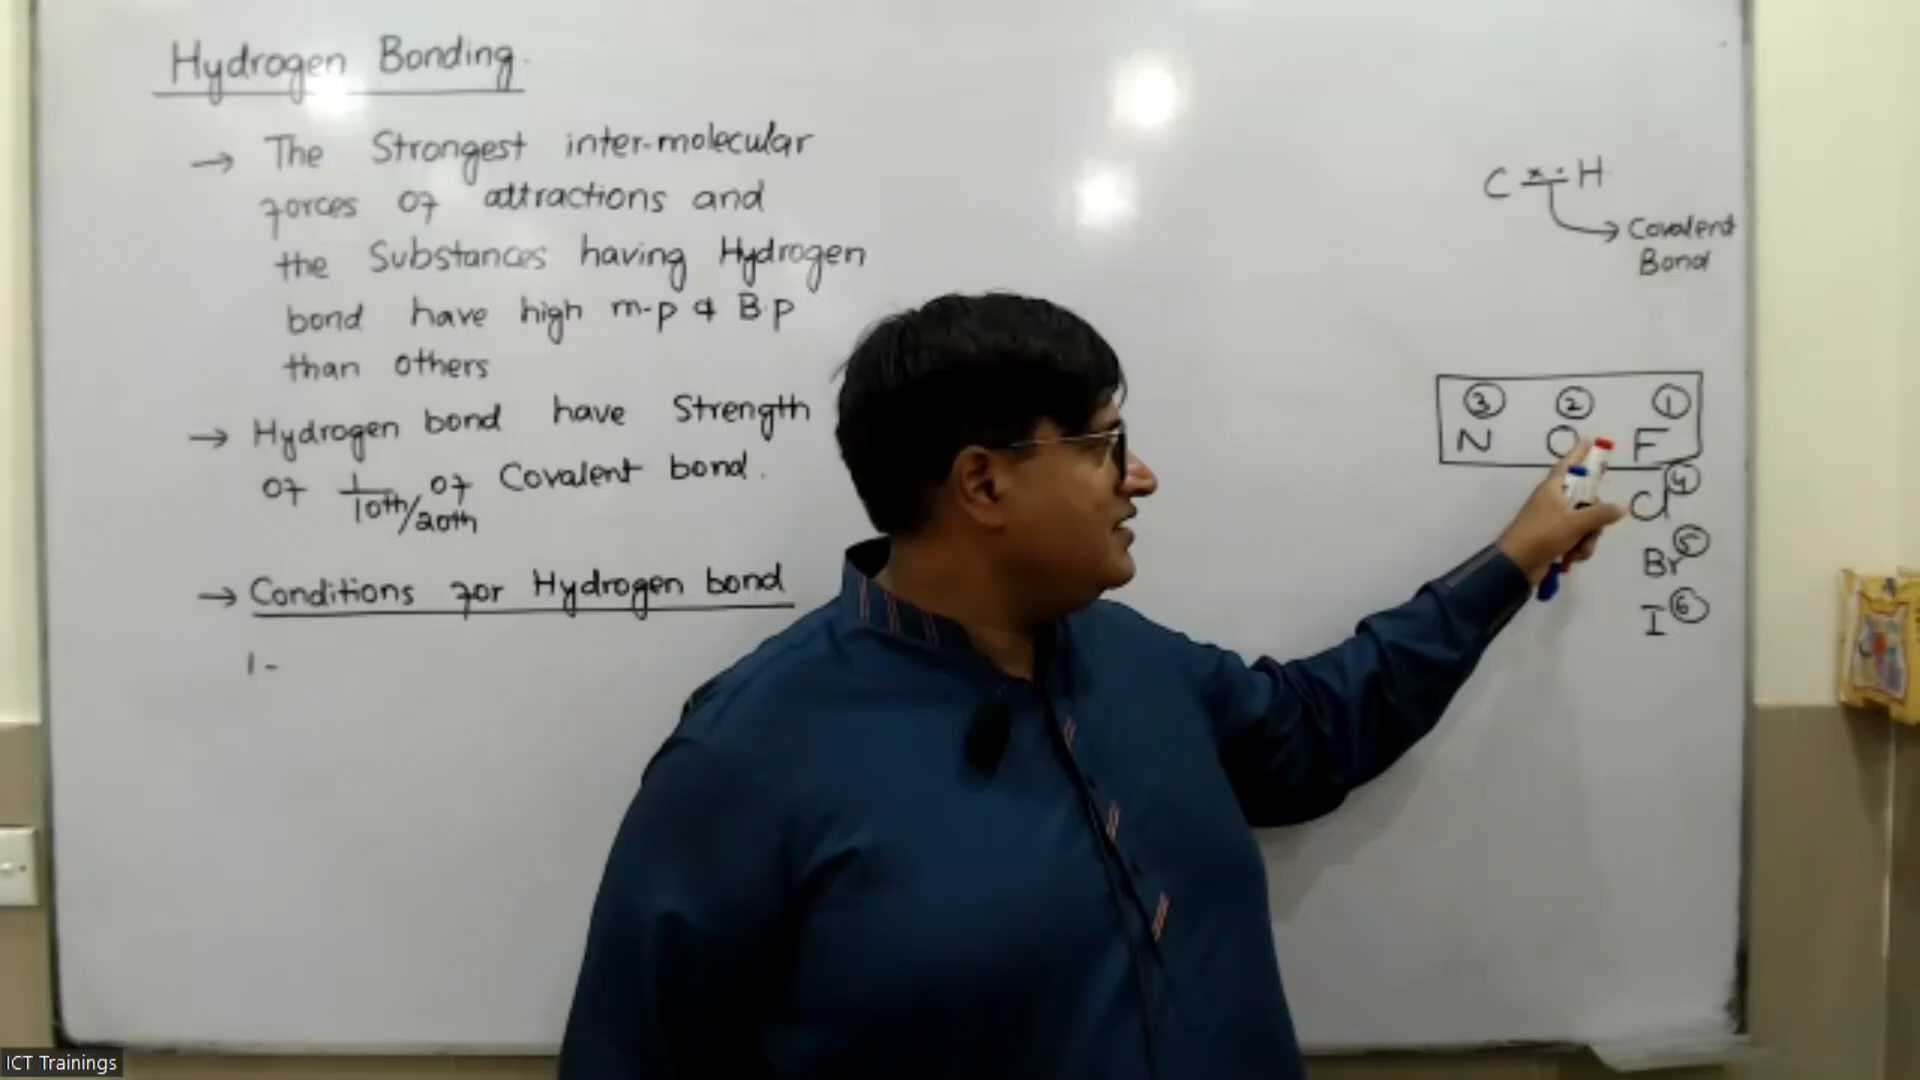 Hydrogen Bonding.
→ The Strongest inter-molecular
forces of attractions and
the Substances having Hydrogen
bond have high m-p & B.p
than others
→ Hydrogen bond have Strength
of 1/10th/20th of Covalent bond.
→ Conditions for Hydrogen bond
1-
C ×· H
→ Covalent
Bond
③ ② ①
N O F
Cl ④
Br ⑤
I ⑥
ICT Trainings